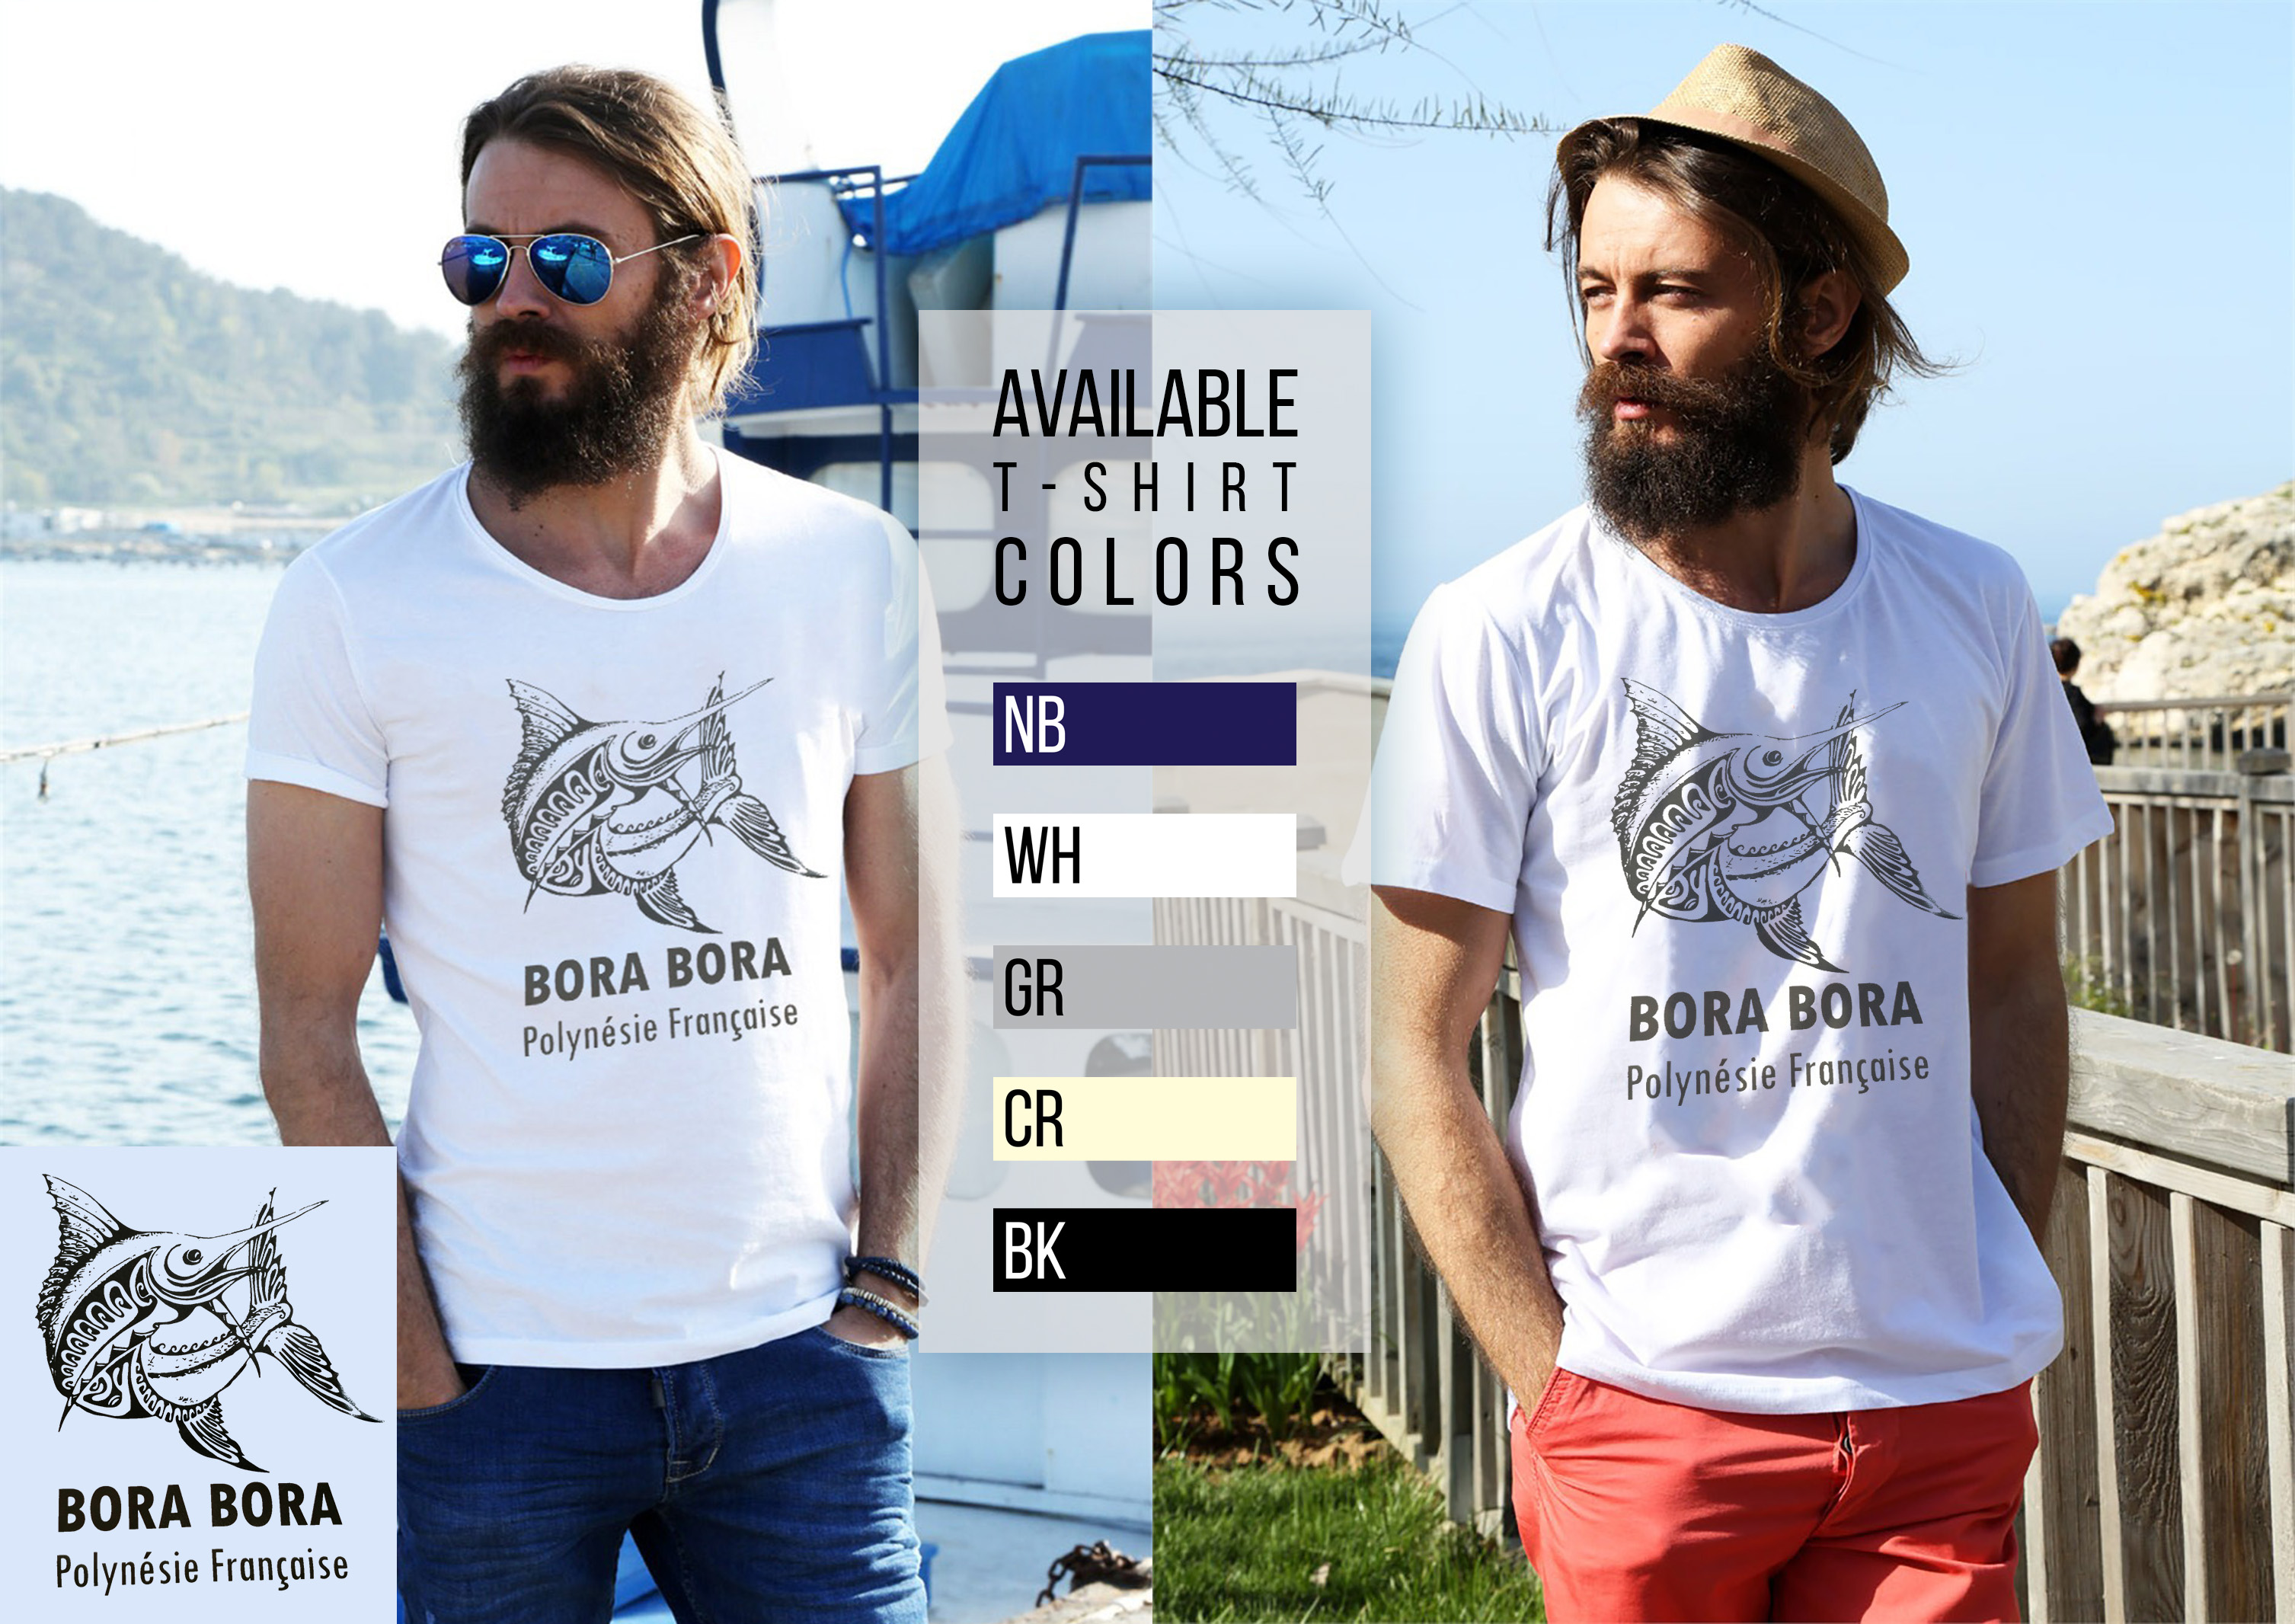 BORA BORA
Polynésie Française
AVAILABLE
T-SHIRT
COLORS
NB
WH
GR
CR
BK
BORA BORA
Polynésie Française
BORA BORA
Polynésie Française